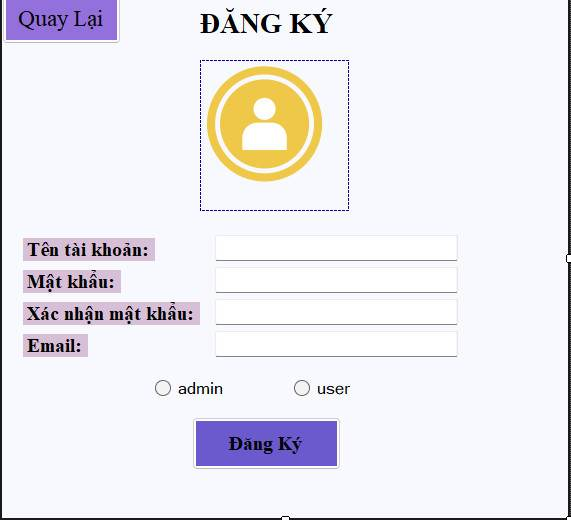 Quay Lại
ĐĂNG KÝ
Tên tài khoản:
Mật khẩu:
Xác nhận mật khẩu:
Email:
admin user
Đăng Ký